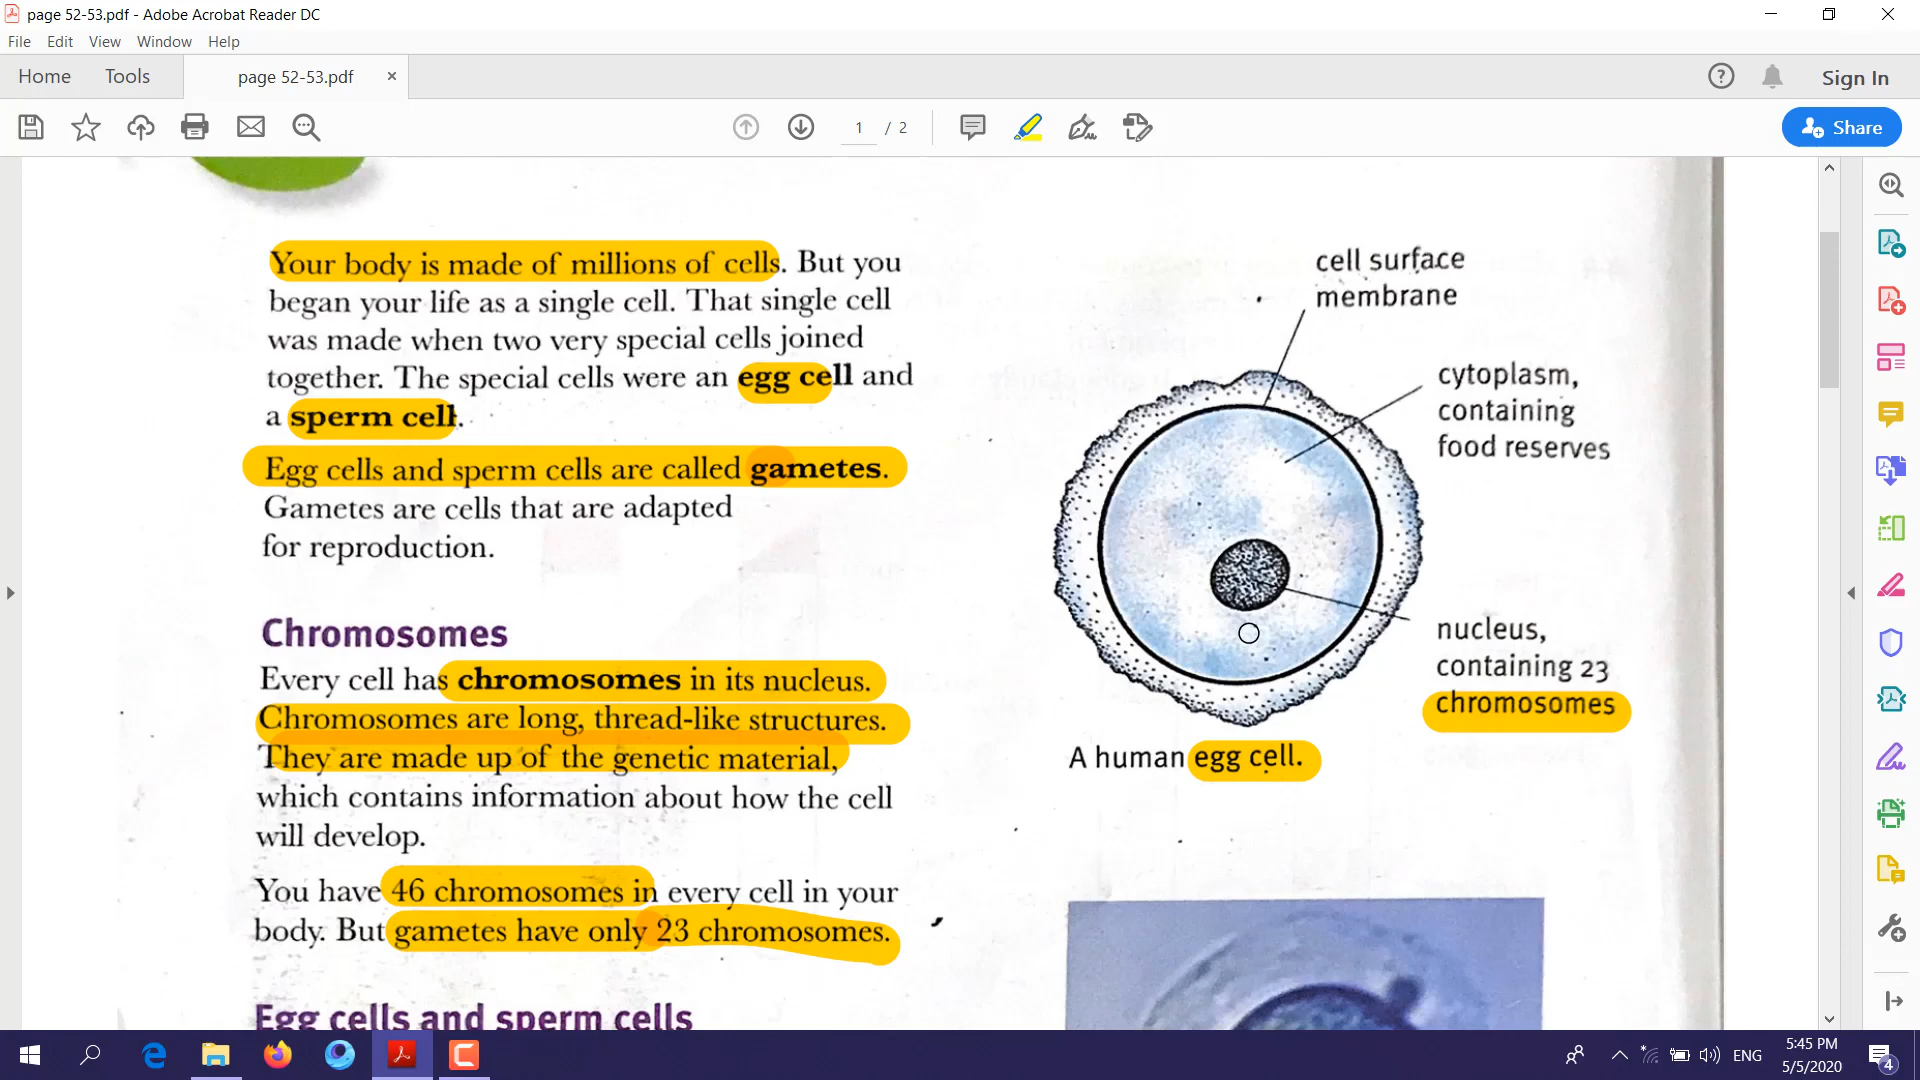 page 52-53.pdf - Adobe Acrobat Reader DC
File Edit View Window Help
Home Tools page 52-53.pdf × Sign In
1 / 2
Share
Your body is made of millions of cells. But you
began your life as a single cell. That single cell
was made when two very special cells joined
together. The special cells were an egg cell and
a sperm cell.
Egg cells and sperm cells are called gametes.
Gametes are cells that are adapted
for reproduction.
Chromosomes
Every cell has chromosomes in its nucleus.
Chromosomes are long, thread-like structures.
They are made up of the genetic material,
which contains information about how the cell
will develop.
You have 46 chromosomes in every cell in your
body. But gametes have only 23 chromosomes.
Egg cells and sperm cells
cell surface
membrane
cytoplasm,
containing
food reserves
nucleus,
containing 23
chromosomes
A human egg cell.
ENG
5:45 PM
5/5/2020
4